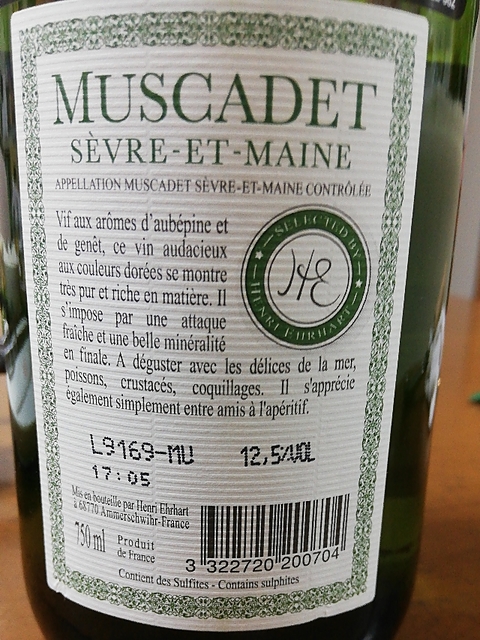 MUSCADET
SÈVRE-ET-MAINE
APPELLATION MUSCADET SÈVRE-ET-MAINE CONTRÔLÉE
Vif aux arômes d'aubépine et
de genêt, ce vin audacieux
aux couleurs dorées se montre
très pur et riche en matière. Il
s'impose par une attaque
fraîche et une belle minéralité
en finale. A déguster avec les délices de la mer,
poissons, crustacés, coquillages. Il s'apprécie
également simplement entre amis à l'apéritif.
SELECTED BY
HE
HENRI EHRHART
L9169-MU 12,5%VOL
17:05
Mis en bouteille par Henri Ehrhart
à 68770 Ammerschwihr-France
750 ml
Produit
de France
3 322720 200704
Contient des Sulfites - Contains sulphites